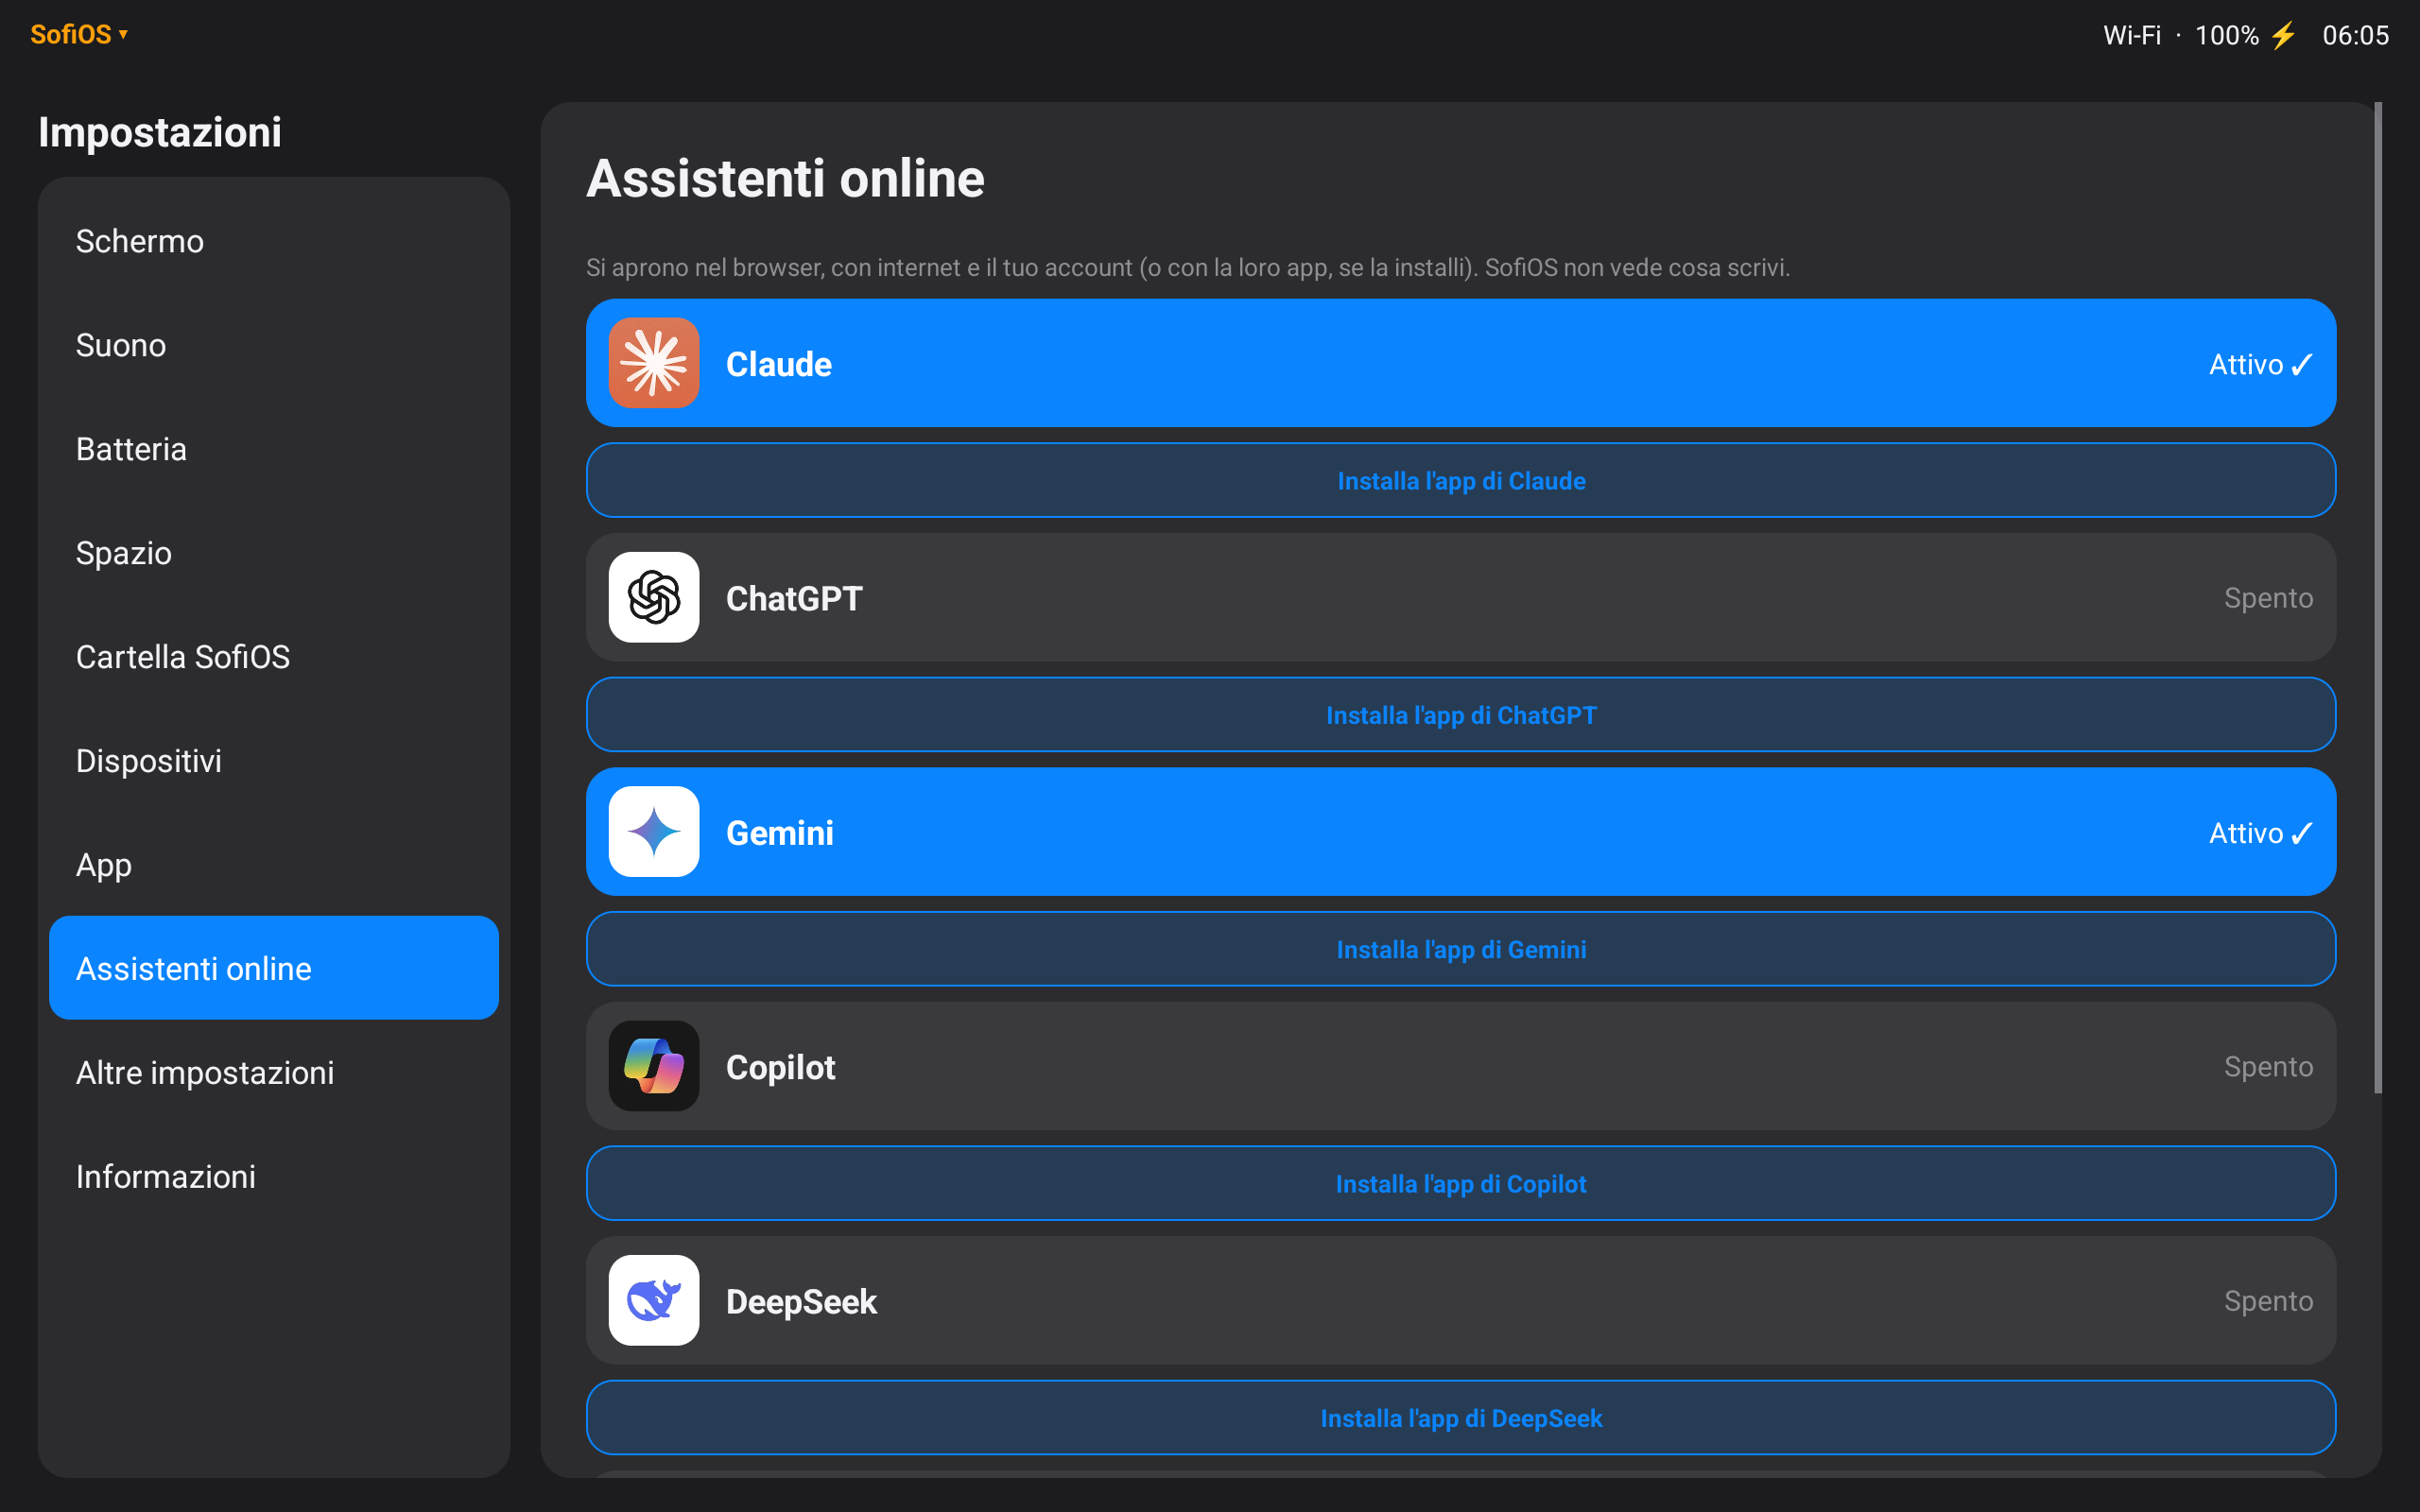 SofiOS ▾
Wi-Fi · 100% ⚡ 06:05
Impostazioni
Schermo
Suono
Batteria
Spazio
Cartella SofiOS
Dispositivi
App
Assistenti online
Altre impostazioni
Informazioni
Assistenti online
Si aprono nel browser, con internet e il tuo account (o con la loro app, se la installi). SofiOS non vede cosa scrivi.
Claude Attivo ✓
Installa l'app di Claude
ChatGPT Spento
Installa l'app di ChatGPT
Gemini Attivo ✓
Installa l'app di Gemini
Copilot Spento
Installa l'app di Copilot
DeepSeek Spento
Installa l'app di DeepSeek